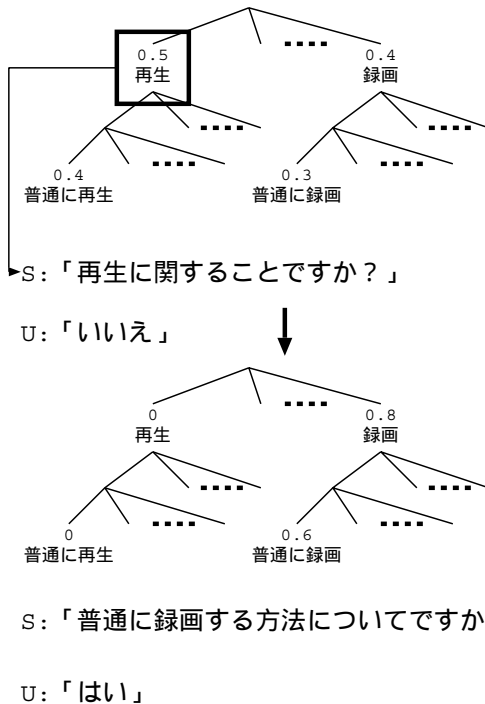 0.5 0.4
再生 録画
0.4 0.3
普通に再生 普通に録画
S:「再生に関することですか?」
U:「いいえ」
0 0.8
再生 録画
0 0.6
普通に再生 普通に録画
S:「普通に録画する方法についてですか
U:「はい」